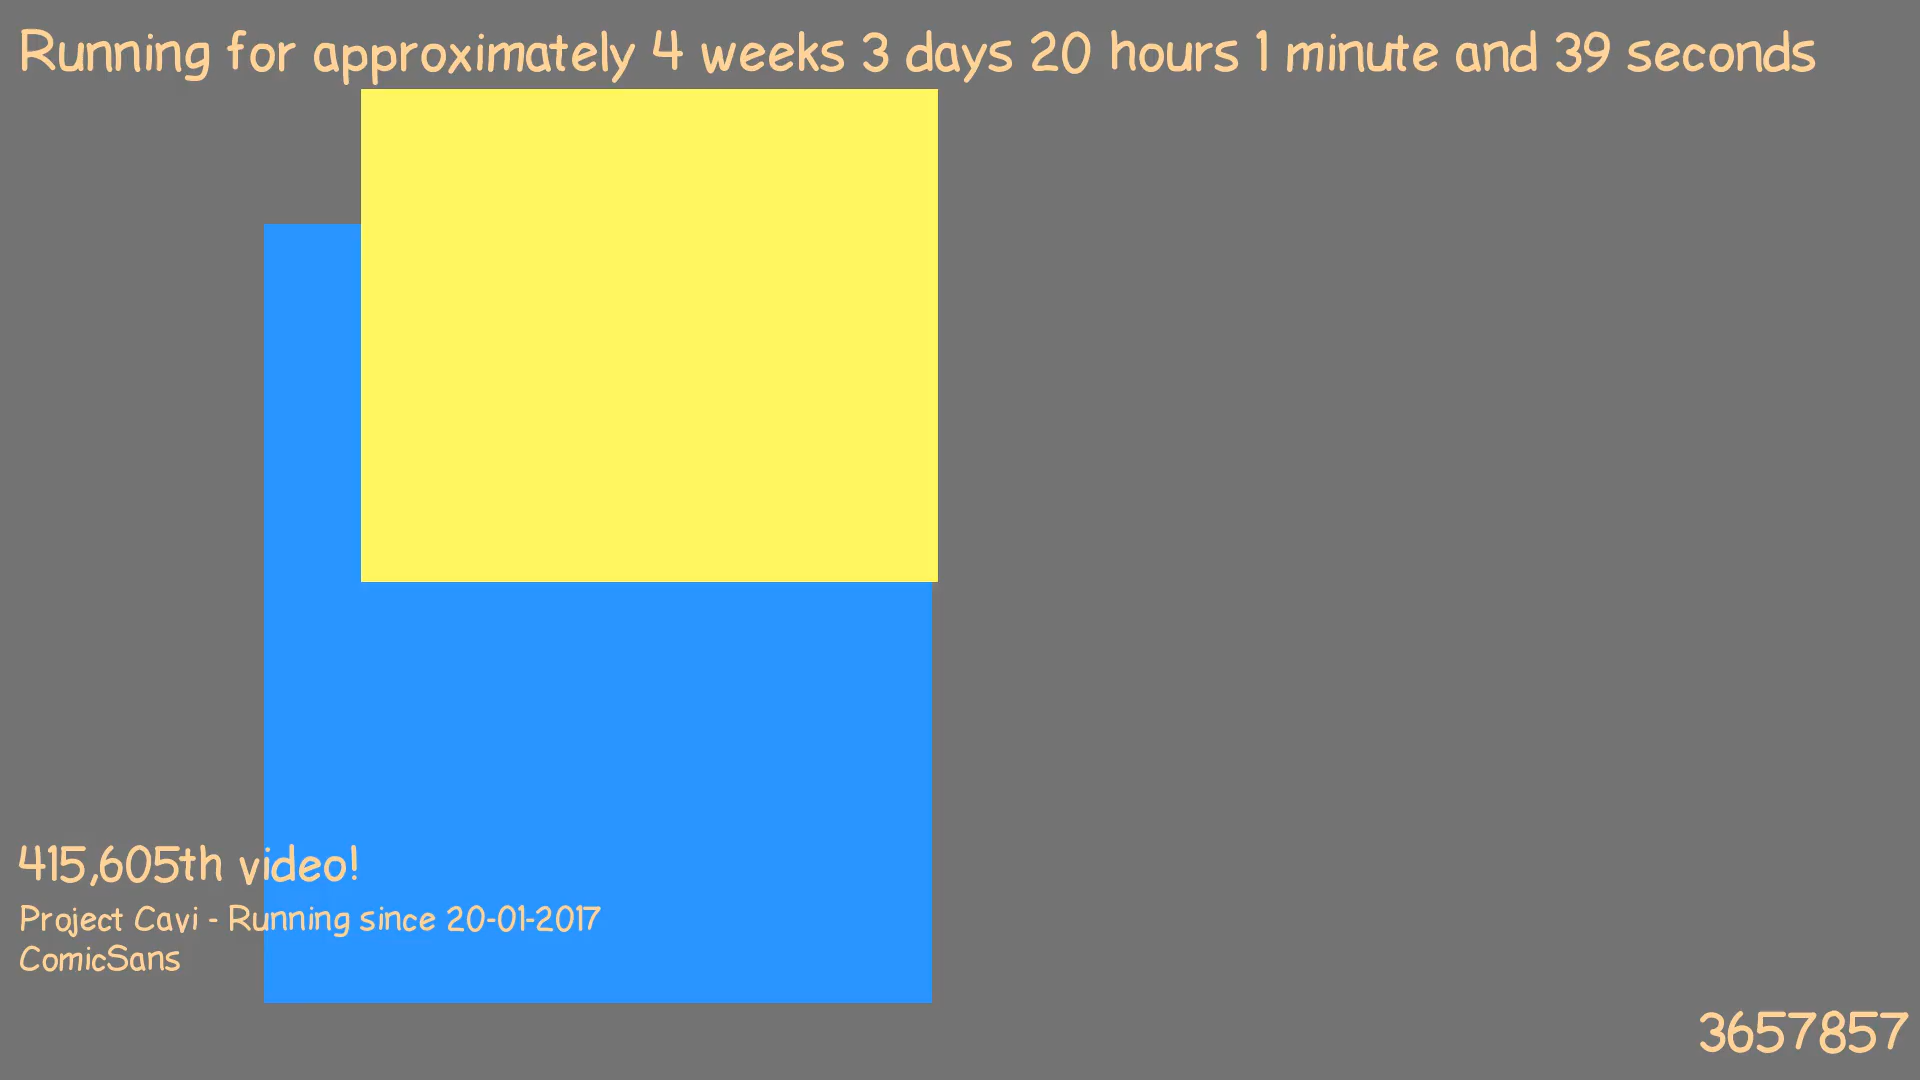 Running for approximately 4 weeks 3 days 20 hours 1 minute and 39 seconds
415,605th video!
Project Cavi - Running since 20-01-2017
ComicSans
3657857